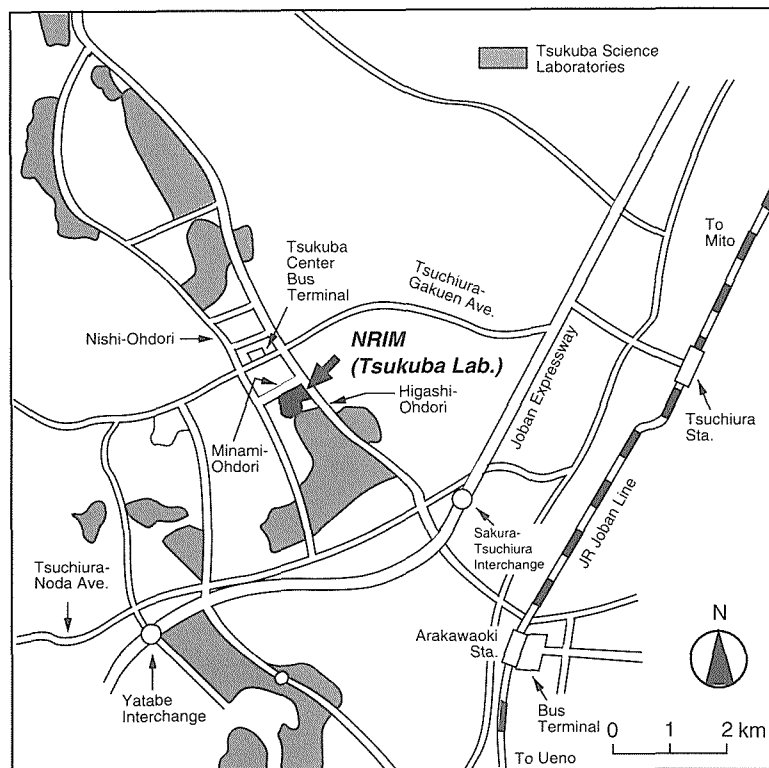 Tsukuba Science
Laboratories
To
Mito
Tsukuba
Center
Bus
Terminal
Tsuchiura-
Gakuen Ave.
Nishi-Ohdori
NRIM
(Tsukuba Lab.)
Higashi-
Ohdori
Joban Expressway
Tsuchiura
Sta.
Minami-
Ohdori
JR Joban Line
Sakura-
Tsuchiura
Interchange
Tsuchiura-
Noda Ave.
N
Arakawaoki
Sta.
Yatabe
Interchange
Bus
Terminal
0 1 2 km
To Ueno